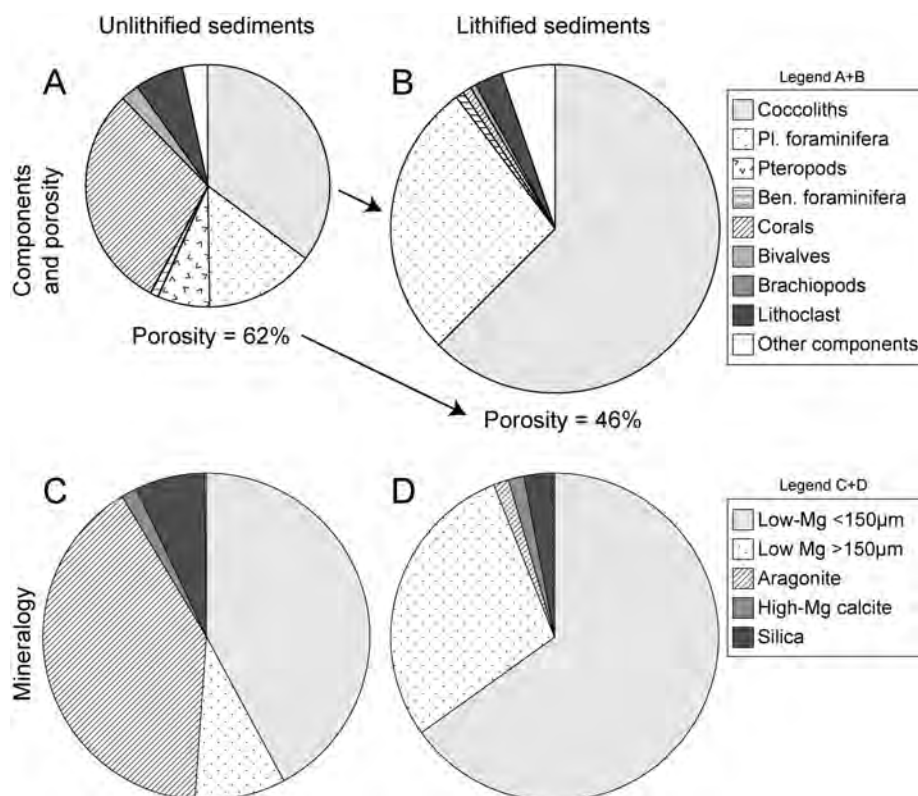 Unlithified sediments
Lithified sediments
A
B
Components
and porosity
Porosity = 62%
Porosity = 46%
Legend A+B
Coccoliths
Pl. foraminifera
Pteropods
Ben. foraminifera
Corals
Bivalves
Brachiopods
Lithoclast
Other components
C
D
Mineralogy
Legend C+D
Low-Mg <150µm
Low Mg >150µm
Aragonite
High-Mg calcite
Silica